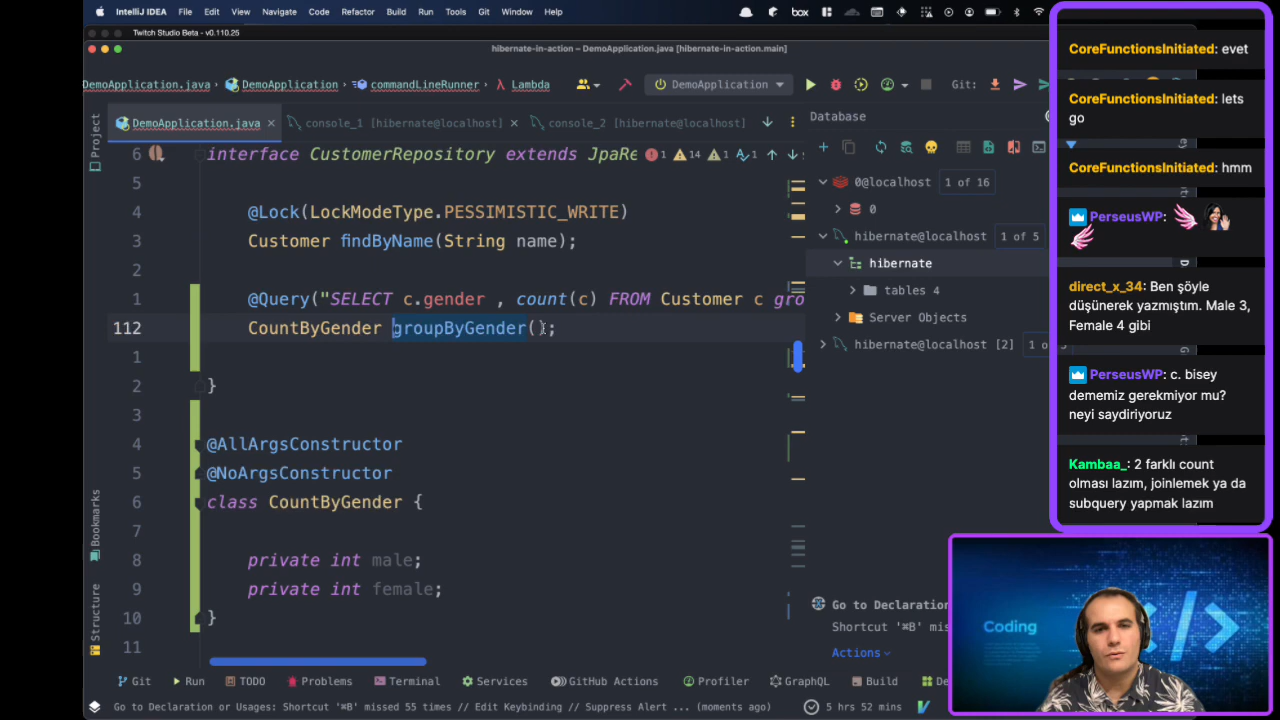 IntelliJ IDEA File Edit View Navigate Code Refactor Build Run Tools Git Window Help
box
Twitch Studio Beta - v0.110.25
hibernate-in-action – DemoApplication.java [hibernate-in-action.main]
DemoApplication.java DemoApplication commandLineRunner λ Lambda DemoApplication Git:
DemoApplication.java console_1 [hibernate@localhost] console_2 [hibernate@localhost]
Project
6 interface CustomerRepository extends JpaRe 1 14 1
5
4 @Lock(LockModeType.PESSIMISTIC_WRITE)
3 Customer findByName(String name);
2
1 @Query("SELECT c.gender , count(c) FROM Customer c gro
112 CountByGender groupByGender();
1
2 }
3
4 @AllArgsConstructor
5 @NoArgsConstructor
6 class CountByGender {
7
8 private int male;
9 private int female;
10 }
11
Bookmarks
Structure
Database
0@localhost 1 of 16
0
hibernate@localhost 1 of 5
hibernate
tables 4
Server Objects
hibernate@localhost [2] 1 o
Go to Declaration
Shortcut '⌘B' mis
Actions
CoreFunctionsInitiated: evet
CoreFunctionsInitiated: lets
go
CoreFunctionsInitiated: hmm
PerseusWP:
direct_x_34: Ben şöyle
düşünerek yazmıştım. Male 3,
Female 4 gibi
PerseusWP: c. bisey
dememiz gerekmiyor mu?
neyi saydiriyoruz
Kambaa_: 2 farklı count
olması lazım, joinlemek ya da
subquery yapmak lazım
Coding
Git Run TODO Problems Terminal Services GitHub Actions Profiler GraphQL Build De
Go to Declaration or Usages: Shortcut '⌘B' missed 55 times // Edit Keybinding // Suppress Alert ... (moments ago) 5 hrs 52 mins